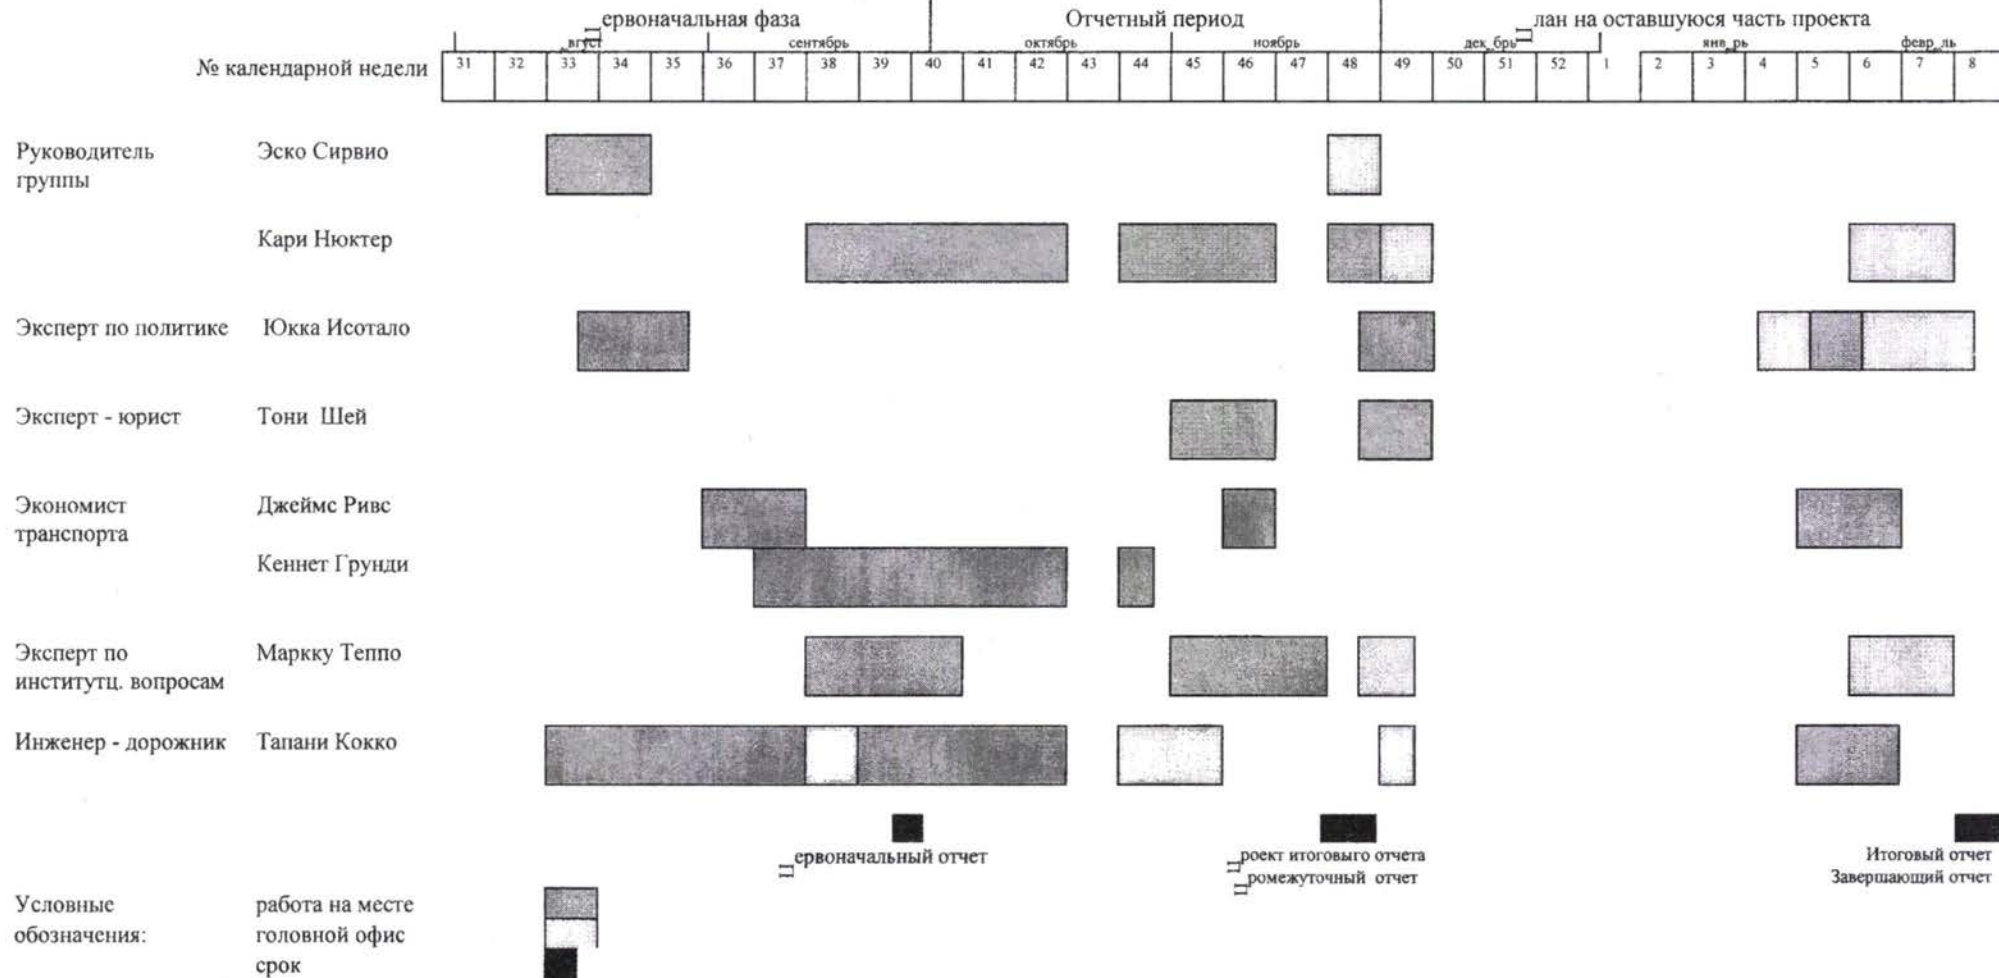 Первоначальная фаза Отчетный период План на оставшуюся часть проекта
вгуст сентябрь октябрь ноябрь дек брь янв рь февр ль
№ календарной недели 31 32 33 34 35 36 37 38 39 40 41 42 43 44 45 46 47 48 49 50 51 52 1 2 3 4 5 6 7 8
Руководитель Эско Сирвио
группы
Кари Нюктер
Эксперт по политике Юкка Исотало
Эксперт - юрист Тони Шей
Экономист Джеймс Ривс
транспорта
Кеннет Грунди
Эксперт по Маркку Теппо
институтц. вопросам
Инженер - дорожник Тапани Кокко
Первоначальный отчет Проект итоговыго отчета Итоговый отчет
Промежуточный отчет Завершающий отчет
Условные работа на месте
обозначения: головной офис
срок